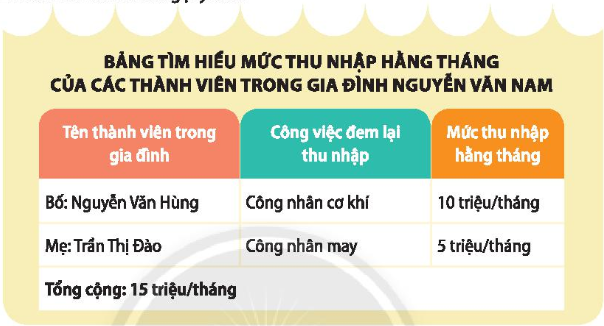 BẢNG TÌM HIỂU MỨC THU NHẬP HẰNG THÁNG
CỦA CÁC THÀNH VIÊN TRONG GIA ĐÌNH NGUYỄN VĂN NAM
Tên thành viên trong gia đình
Công việc đem lại thu nhập
Mức thu nhập hằng tháng
Bố: Nguyễn Văn Hùng
Công nhân cơ khí
10 triệu/tháng
Mẹ: Trần Thị Đào
Công nhân may
5 triệu/tháng
Tổng cộng: 15 triệu/tháng